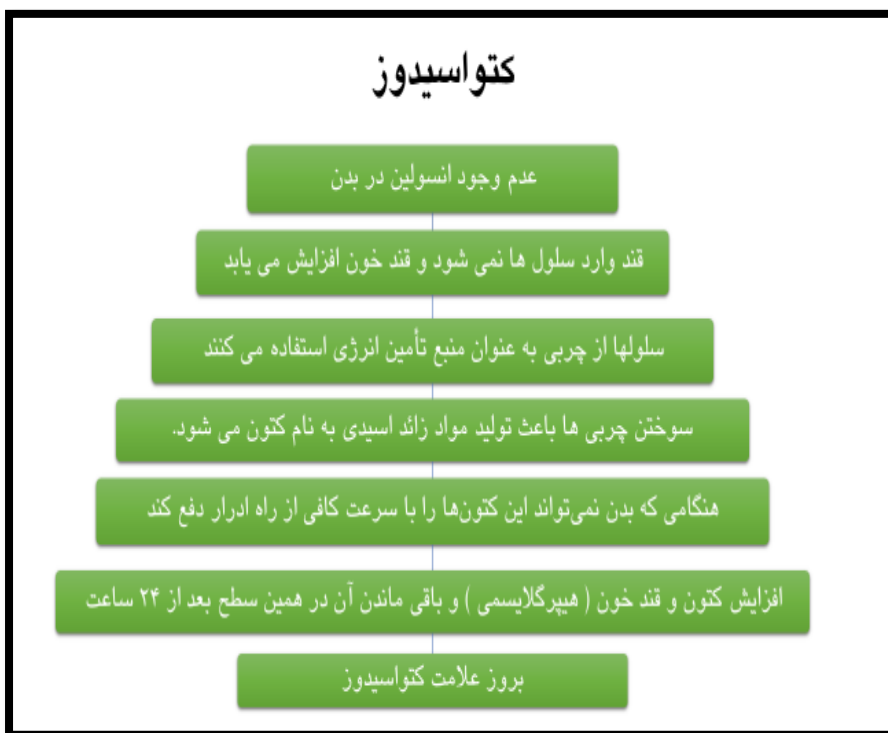 کتواسیدوز
عدم وجود انسولین در بدن
قند وارد سلول ها نمی شود و قند خون افزایش می یابد
سلولها از چربی به عنوان منبع تأمین انرژی استفاده می کنند
سوختن چربی ها باعث تولید مواد زائد اسیدی به نام کتون می شود.
هنگامی که بدن نمی‌تواند این کتون‌ها را با سرعت کافی از راه ادرار دفع کند
افزایش کتون و قند خون ( هیپرگلایسمی ) و باقی ماندن آن در همین سطح بعد از ۲۴ ساعت
بروز علامت کتواسیدوز